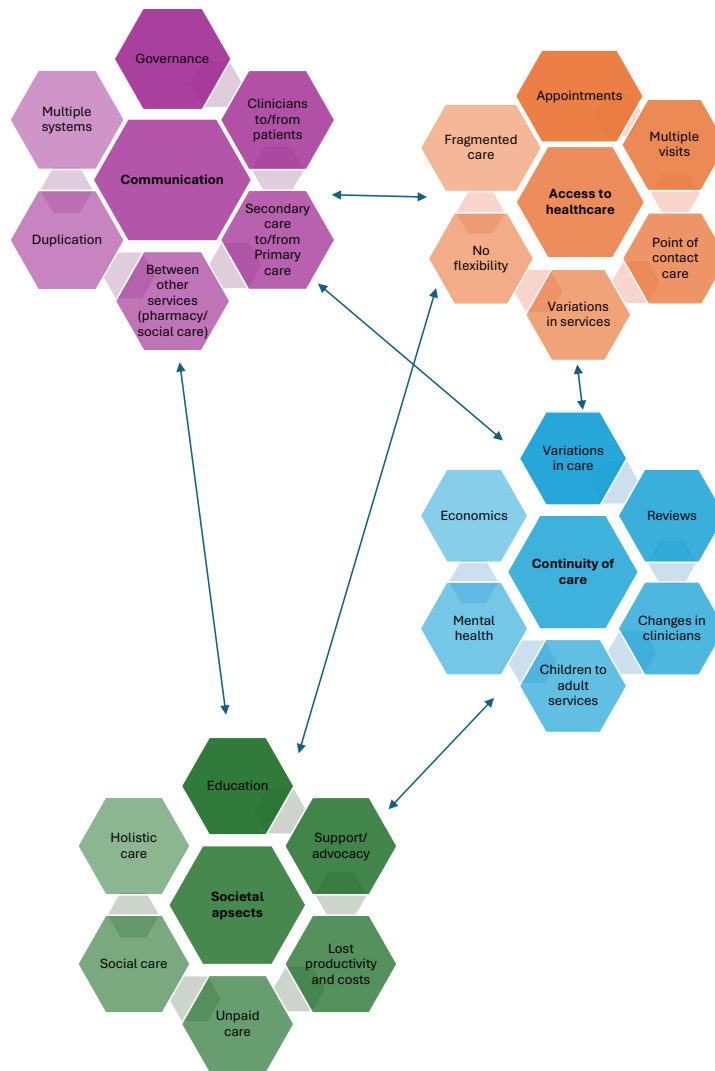 Governance
Multiple
systems
Clinicians
to/from
patients
Communication
Duplication
Secondary
care
to/from
Primary
care
Between
other
services
(pharmacy/
social care)
Appointments
Fragmented
care
Multiple
visits
Access to
healthcare
No
flexibility
Point of
contact
care
Variations
in services
Variations
in care
Economics
Reviews
Continuity of
care
Mental
health
Changes in
clinicians
Children to
adult
services
Education
Holistic
care
Support/
advocacy
Societal
apsects
Social care
Lost
productivity
and costs
Unpaid
care